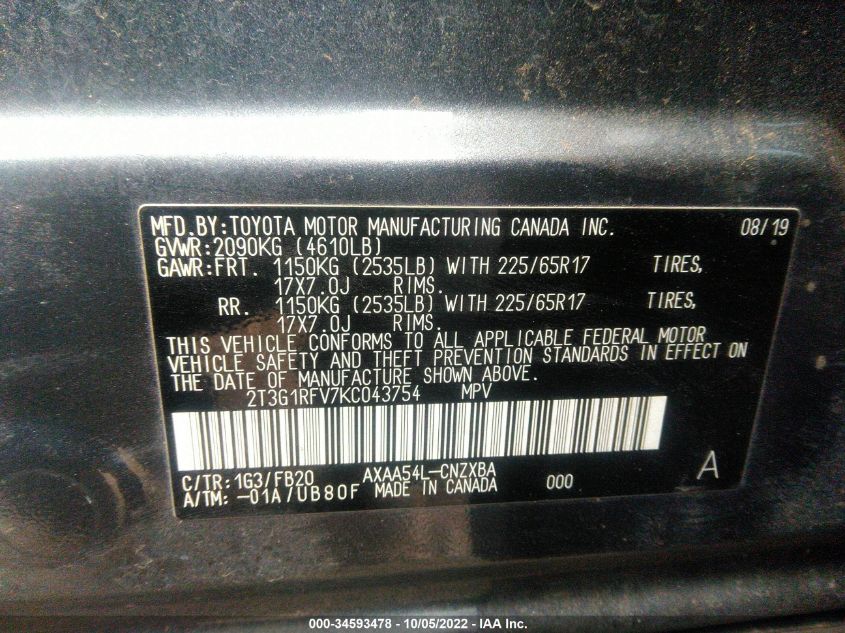 MFD.BY:TOYOTA MOTOR MANUFACTURING CANADA INC. 08/19
GVWR:2090KG (4610LB)
GAWR:FRT. 1150KG (2535LB) WITH 225/65R17 TIRES,
17X7.0J RIMS.
RR. 1150KG (2535LB) WITH 225/65R17 TIRES,
17X7.0J RIMS.
THIS VEHICLE CONFORMS TO ALL APPLICABLE FEDERAL MOTOR
VEHICLE SAFETY AND THEFT PREVENTION STANDARDS IN EFFECT ON
THE DATE OF MANUFACTURE SHOWN ABOVE.
2T3G1RFV7KC043754 MPV
C/TR:1G3/FB20 AXAA54L-CNZXBA 000 A
A/TM:-01A/UB80F MADE IN CANADA
000-34593478 - 10/05/2022 - IAA Inc.